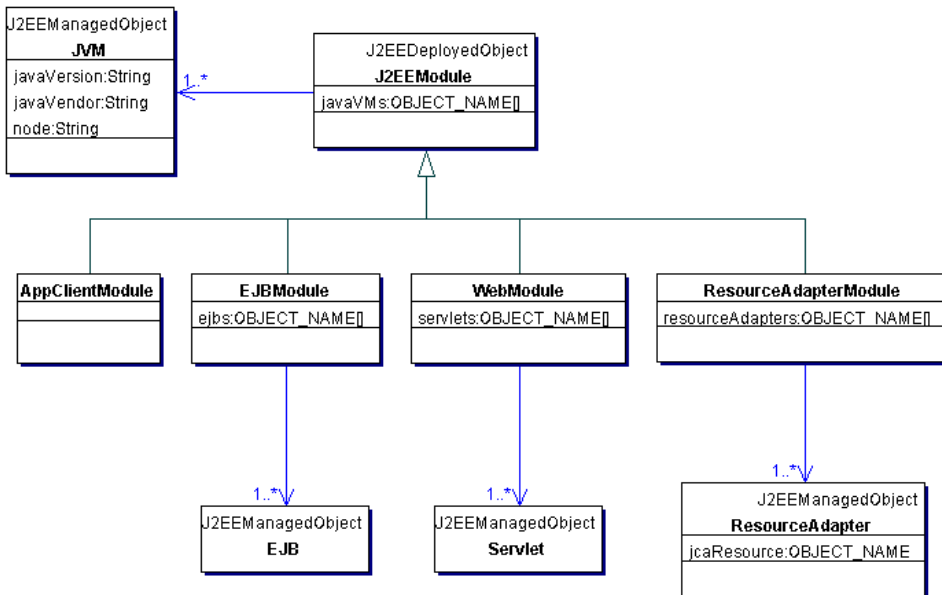 J2EEManagedObject
JVM
javaVersion:String
javaVendor:String
node:String
1..*
J2EEDeployedObject
J2EEModule
javaVMs:OBJECT_NAME[]
AppClientModule
EJBModule
ejbs:OBJECT_NAME[]
WebModule
servlets:OBJECT_NAME[]
ResourceAdapterModule
resourceAdapters:OBJECT_NAME[]
1..*
J2EEManagedObject
EJB
1..*
J2EEManagedObject
Servlet
1..*
J2EEManagedObject
ResourceAdapter
jcaResource:OBJECT_NAME